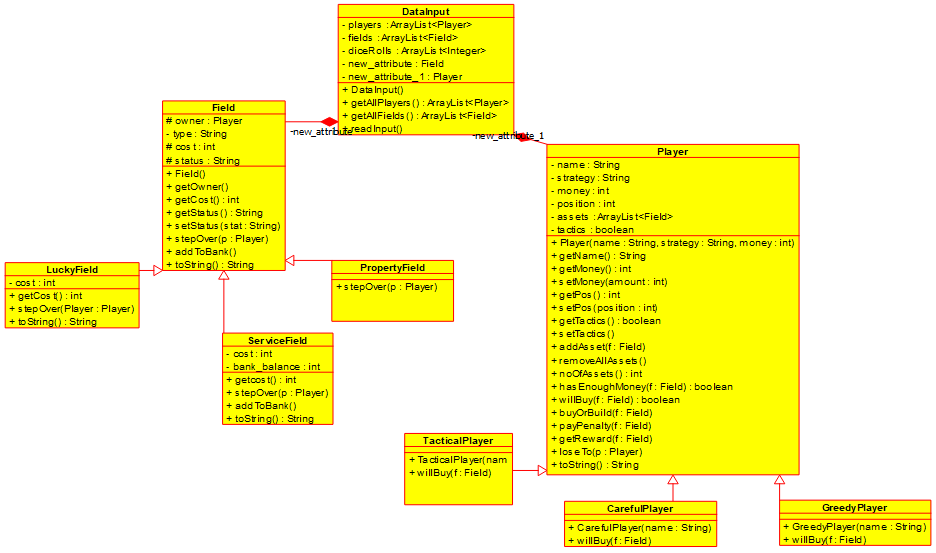 DataInput
- players : ArrayList<Player>
- fields : ArrayList<Field>
- diceRolls : ArrayList<Integer>
- new_attribute : Field
- new_attribute_1 : Player
+ DataInput()
+ getAllPlayers() : ArrayList<Player>
+ getAllFields() : ArrayList<Field>
+ readInput()
-new_attribute
-new_attribute_1
Field
# owner : Player
- type : String
# cost : int
# status : String
+ Field()
+ getOwner()
+ getCost() : int
+ getStatus() : String
+ setStatus(stat : String)
+ stepOver(p : Player)
+ addToBank()
+ toString() : String
Player
- name : String
- strategy : String
- money : int
- position : int
- assets : ArrayList<Field>
- tactics : boolean
+ Player(name : String, strategy : String, money : int)
+ getName() : String
+ getMoney() : int
+ setMoney(amount : int)
+ getPos() : int
+ setPos(position : int)
+ getTactics() : boolean
+ setTactics()
+ addAsset(f : Field)
+ removeAllAssets()
+ noOfAssets() : int
+ hasEnoughMoney(f : Field) : boolean
+ willBuy(f : Field) : boolean
+ buyOrBuild(f : Field)
+ payPenalty(f : Field)
+ getReward(f : Field)
+ loseTo(p : Player)
+ toString() : String
LuckyField
- cost : int
+ getCost() : int
+ stepOver(Player : Player)
+ toString() : String
PropertyField
+ stepOver(p : Player)
ServiceField
- cost : int
- bank_balance : int
+ getcost() : int
+ stepOver(p : Player)
+ addToBank()
+ toString() : String
TacticalPlayer
+ TacticalPlayer(nam
+ willBuy(f : Field)
CarefulPlayer
+ CarefulPlayer(name : String)
+ willBuy(f : Field)
GreedyPlayer
+ GreedyPlayer(name : String)
+ willBuy(f : Field)